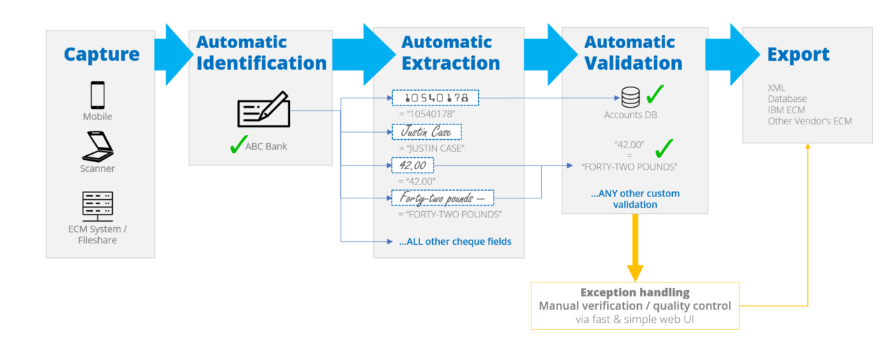 Capture
Mobile
Scanner
ECM System /
Fileshare
Automatic
Identification
ABC Bank
Automatic
Extraction
10540178
= "10540178"
Justin Case
= "JUSTIN CASE"
42.00
= "42.00"
Forty-two pounds —
= "FORTY-TWO POUNDS"
...ALL other cheque fields
Automatic
Validation
Accounts DB
"42.00"
=
"FORTY-TWO POUNDS"
...ANY other custom
validation
Export
XML
Database
IBM ECM
Other Vendor's ECM
Exception handling
Manual verification / quality control
via fast & simple web UI